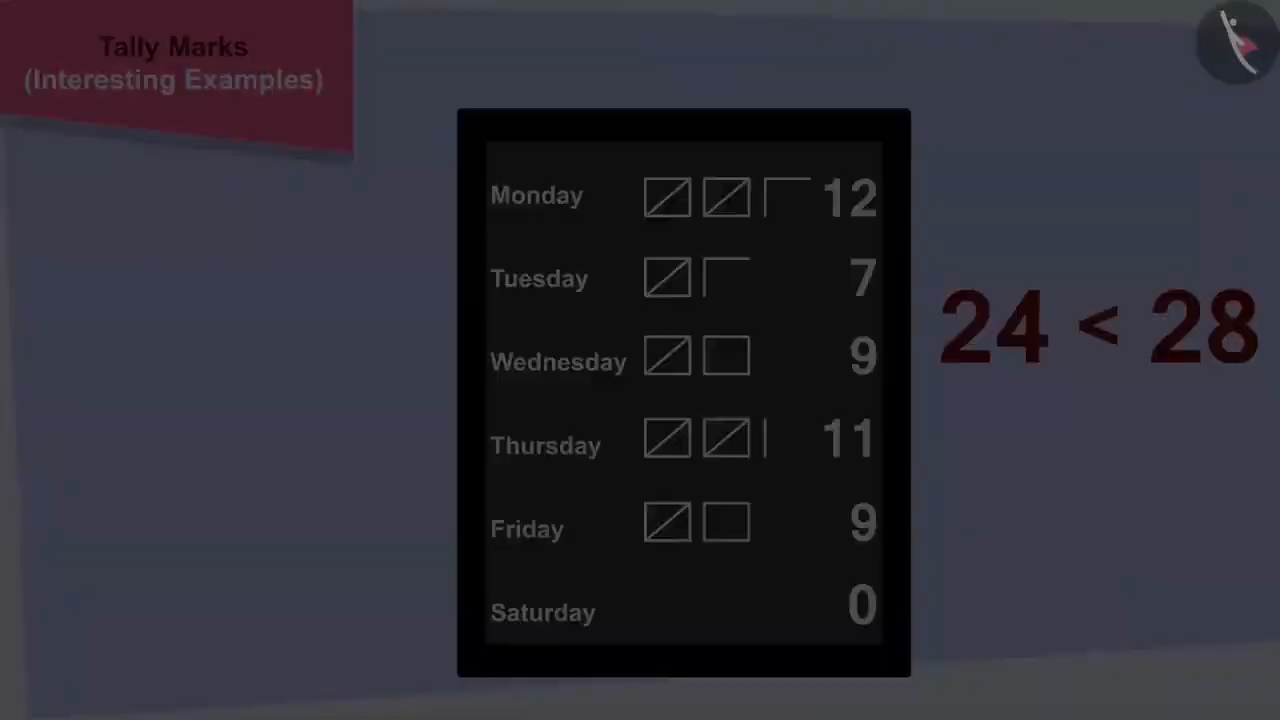 Tally Marks
(Interesting Examples)
Monday 12
Tuesday 7
Wednesday 9
Thursday 11
Friday 9
Saturday 0
24 < 28